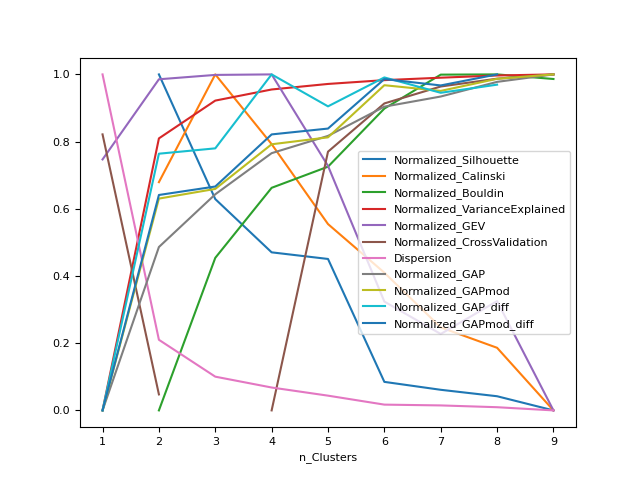 1.0
0.8
0.6
0.4
0.2
0.0
Normalized_Silhouette
Normalized_Calinski
Normalized_Bouldin
Normalized_VarianceExplained
Normalized_GEV
Normalized_CrossValidation
Dispersion
Normalized_GAP
Normalized_GAPmod
Normalized_GAP_diff
Normalized_GAPmod_diff
1 2 3 4 5 6 7 8 9
n_Clusters